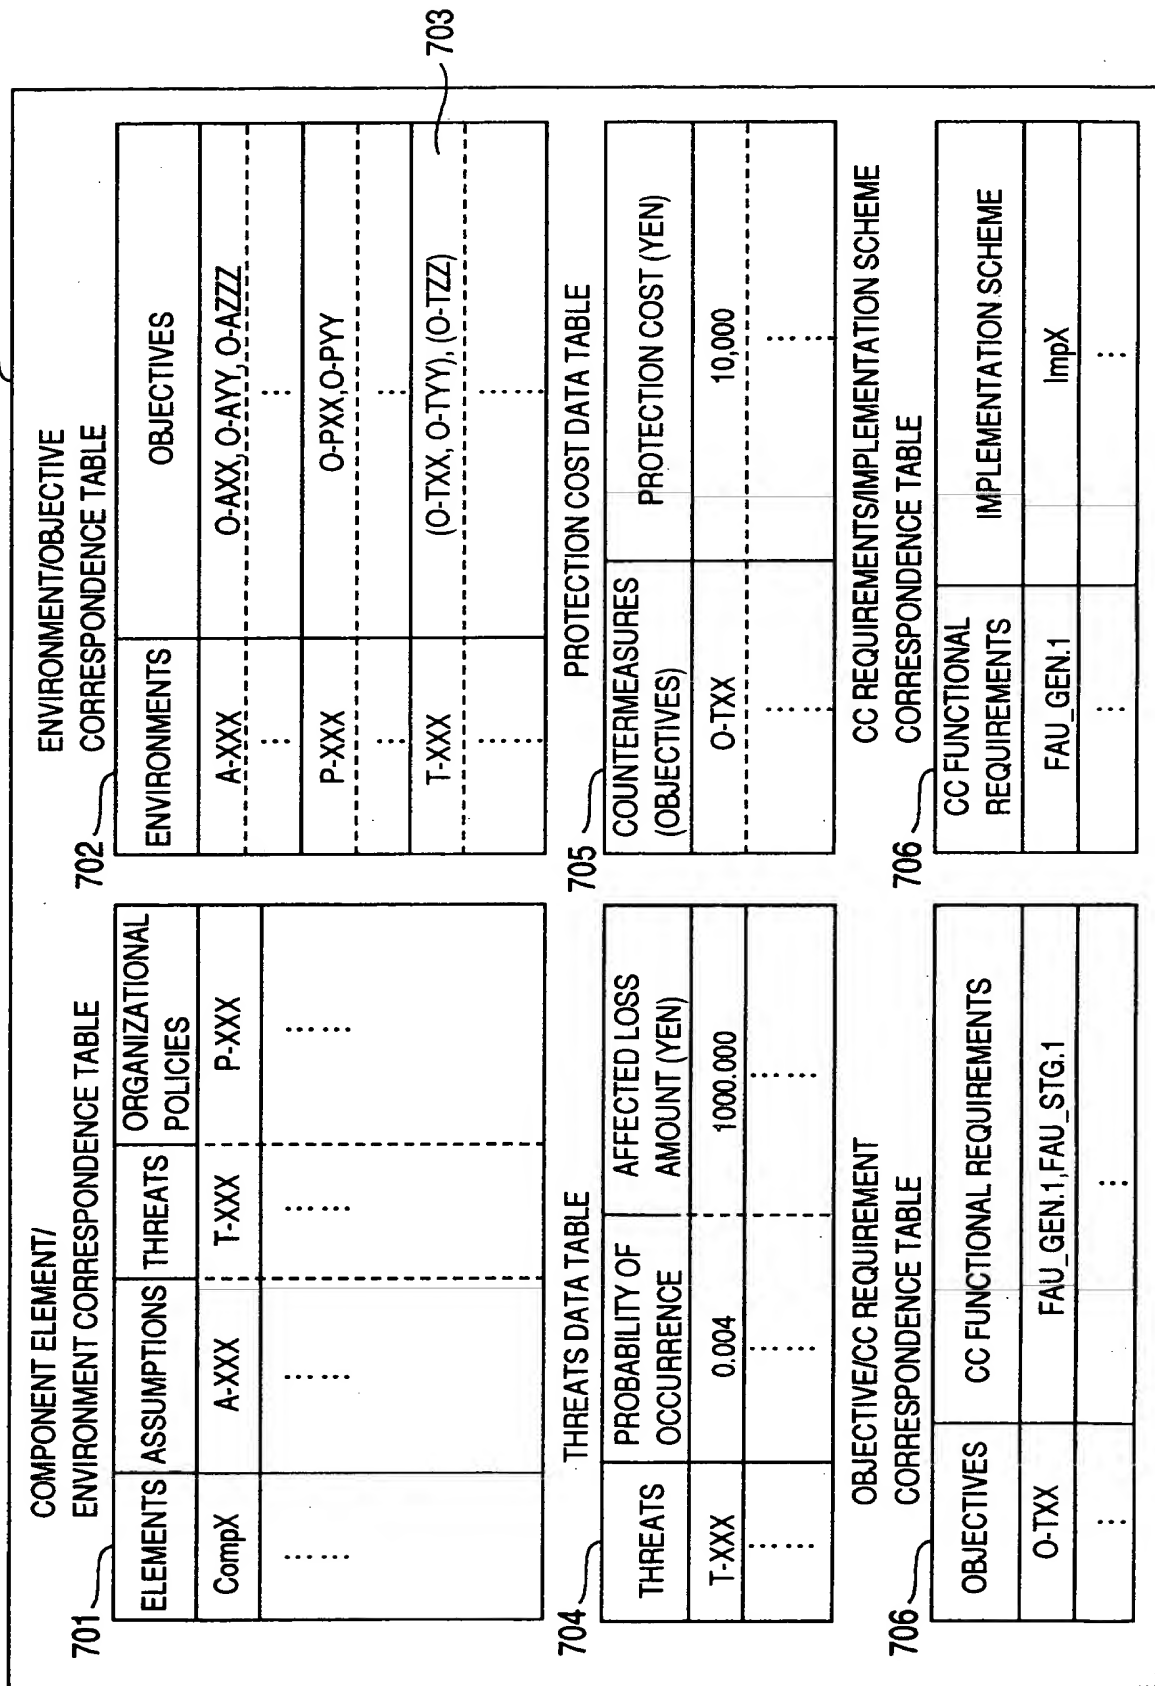 COMPONENT ELEMENT/
ENVIRONMENT CORRESPONDENCE TABLE
701
ELEMENTS ASSUMPTIONS THREATS ORGANIZATIONAL
POLICIES
CompX A-XXX T-XXX P-XXX
...... ...... ...... ......
ENVIRONMENT/OBJECTIVE
CORRESPONDENCE TABLE
702
ENVIRONMENTS OBJECTIVES
A-XXX O-AXX, O-AYY, O-AZZZ
... ...
P-XXX O-PXX,O-PYY
... ...
T-XXX (O-TXX, O-TYY), (O-TZZ)
...... ......
703
THREATS DATA TABLE
704
THREATS PROBABILITY OF
OCCURRENCE AFFECTED LOSS
AMOUNT (YEN)
T-XXX 0.004 1000.000
...... ...... ......
PROTECTION COST DATA TABLE
705
COUNTERMEASURES
(OBJECTIVES) PROTECTION COST (YEN)
O-TXX 10,000
...... ......
OBJECTIVE/CC REQUIREMENT
CORRESPONDENCE TABLE
706
OBJECTIVES CC FUNCTIONAL REQUIREMENTS
O-TXX FAU_GEN.1,FAU_STG.1
... ...
CC REQUIREMENTS/IMPLEMENTATION SCHEME
CORRESPONDENCE TABLE
706
CC FUNCTIONAL
REQUIREMENTS IMPLEMENTATION SCHEME
FAU_GEN.1 ImpX
... ...